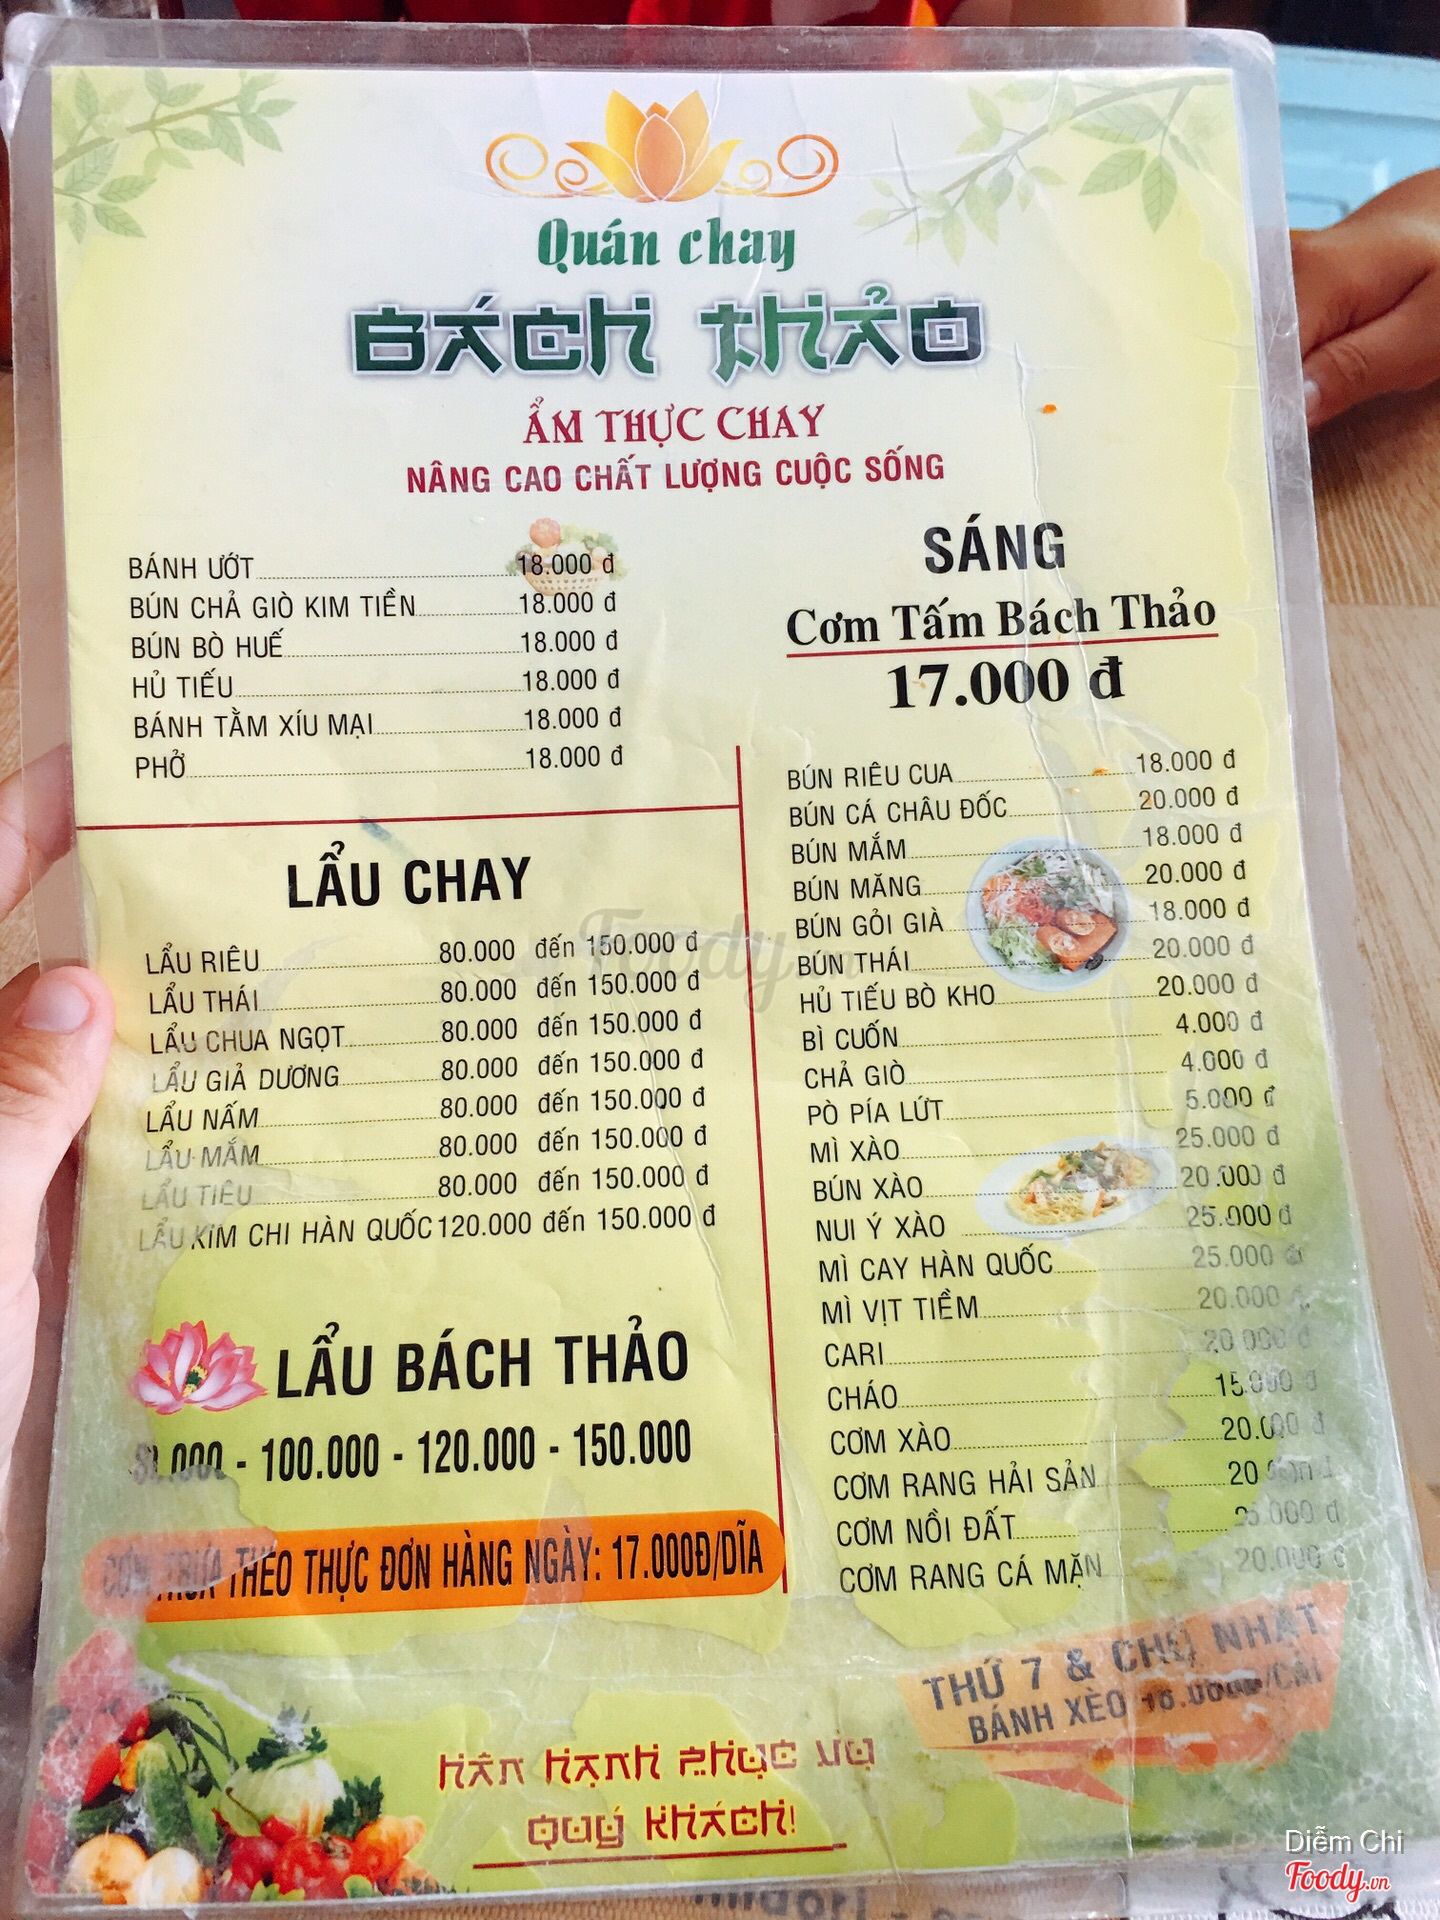 Quán chay
BÁCH THẢO
ẨM THỰC CHAY
NÂNG CAO CHẤT LƯỢNG CUỘC SỐNG
BÁNH ƯỚT 18.000 đ
BÚN CHẢ GIÒ KIM TIỀN 18.000 đ
BÚN BÒ HUẾ 18.000 đ
HỦ TIẾU 18.000 đ
BÁNH TẰM XÍU MẠI 18.000 đ
PHỞ 18.000 đ
LẨU CHAY
LẨU RIÊU 80.000 đến 150.000 đ
LẨU THÁI 80.000 đến 150.000 đ
LẨU CHUA NGỌT 80.000 đến 150.000 đ
LẨU GIẢ DƯƠNG 80.000 đến 150.000 đ
LẨU NẤM 80.000 đến 150.000 đ
LẨU MẮM 80.000 đến 150.000 đ
LẨU TIÊU 80.000 đến 150.000 đ
LẨU KIM CHI HÀN QUỐC 120.000 đến 150.000 đ
LẨU BÁCH THẢO
- 100.000 - 120.000 - 150.000
CƠM TRƯA THEO THỰC ĐƠN HÀNG NGÀY: 17.000Đ/DĨA
SÁNG
Cơm Tấm Bách Thảo
17.000 đ
BÚN RIÊU CUA 18.000 đ
BÚN CÁ CHÂU ĐỐC 20.000 đ
BÚN MẮM 18.000 đ
BÚN MĂNG 20.000 đ
BÚN GỎI GIÀ 18.000 đ
BÚN THÁI 20.000 đ
HỦ TIẾU BÒ KHO 20.000 đ
BÌ CUỐN 4.000 đ
CHẢ GIÒ 4.000 đ
PÒ PÍA LỨT 5.000 đ
MÌ XÀO 25.000 đ
BÚN XÀO 20.000 đ
NUI Ý XÀO 25.000 đ
MÌ CAY HÀN QUỐC 25.000 đ
MÌ VỊT TIỀM 20.000
CARI 20.000 đ
CHÁO 15.000 đ
CƠM XÀO 20.000 đ
CƠM RANG HẢI SẢN 20.000 đ
CƠM NỒI ĐẤT đ
CƠM RANG CÁ MẶN 20.000 đ
THỨ 7 & CHỦ NHẬT
BÁNH XÈO
HÂN HẠNH PHỤC VỤ
QUÝ KHÁCH!
Foody.vn
Diễm Chi
Foody.vn